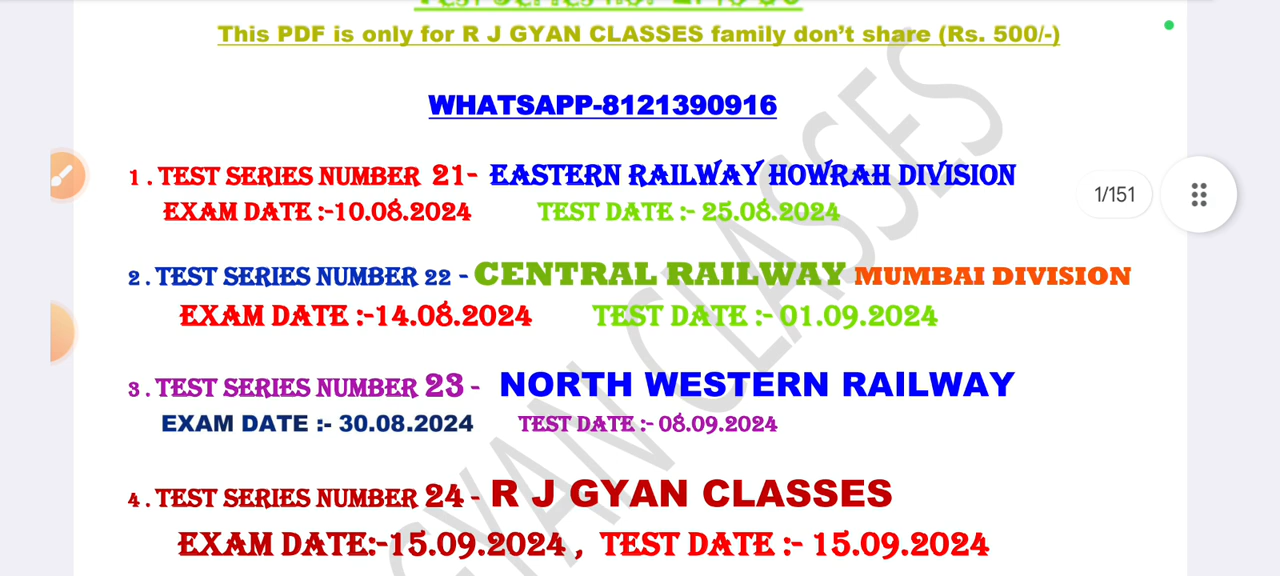 This PDF is only for R J GYAN CLASSES family don't share (Rs. 500/-)
WHATSAPP-8121390916
1 . TEST SERIES NUMBER 21- EASTERN RAILWAY HOWRAH DIVISION
EXAM DATE :-10.08.2024 TEST DATE :- 25.08.2024
1/151
2 . TEST SERIES NUMBER 22 - CENTRAL RAILWAY MUMBAI DIVISION
EXAM DATE :-14.08.2024 TEST DATE :- 01.09.2024
3 . TEST SERIES NUMBER 23 - NORTH WESTERN RAILWAY
EXAM DATE :- 30.08.2024 TEST DATE :- 08.09.2024
4 . TEST SERIES NUMBER 24 - R J GYAN CLASSES
EXAM DATE:-15.09.2024 , TEST DATE :- 15.09.2024
GYAN CLASSES